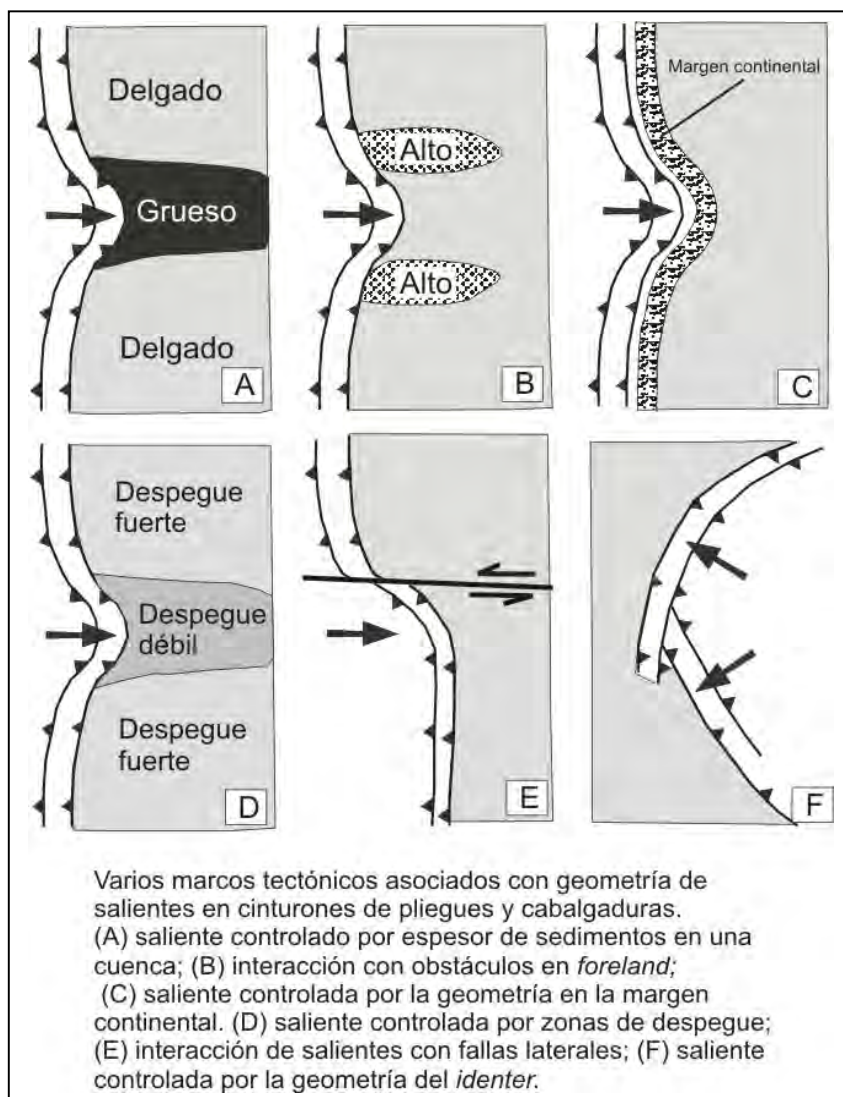 Delgado
Grueso
Delgado
A
Alto
Alto
B
Margen continental
C
Despegue
fuerte
Despegue
débil
Despegue
fuerte
D
E
F
Varios marcos tectónicos asociados con geometría de
salientes en cinturones de pliegues y cabalgaduras.
(A) saliente controlado por espesor de sedimentos en una
cuenca; (B) interacción con obstáculos en foreland;
(C) saliente controlada por la geometría en la margen
continental. (D) saliente controlada por zonas de despegue;
(E) interacción de salientes con fallas laterales; (F) saliente
controlada por la geometría del identer.